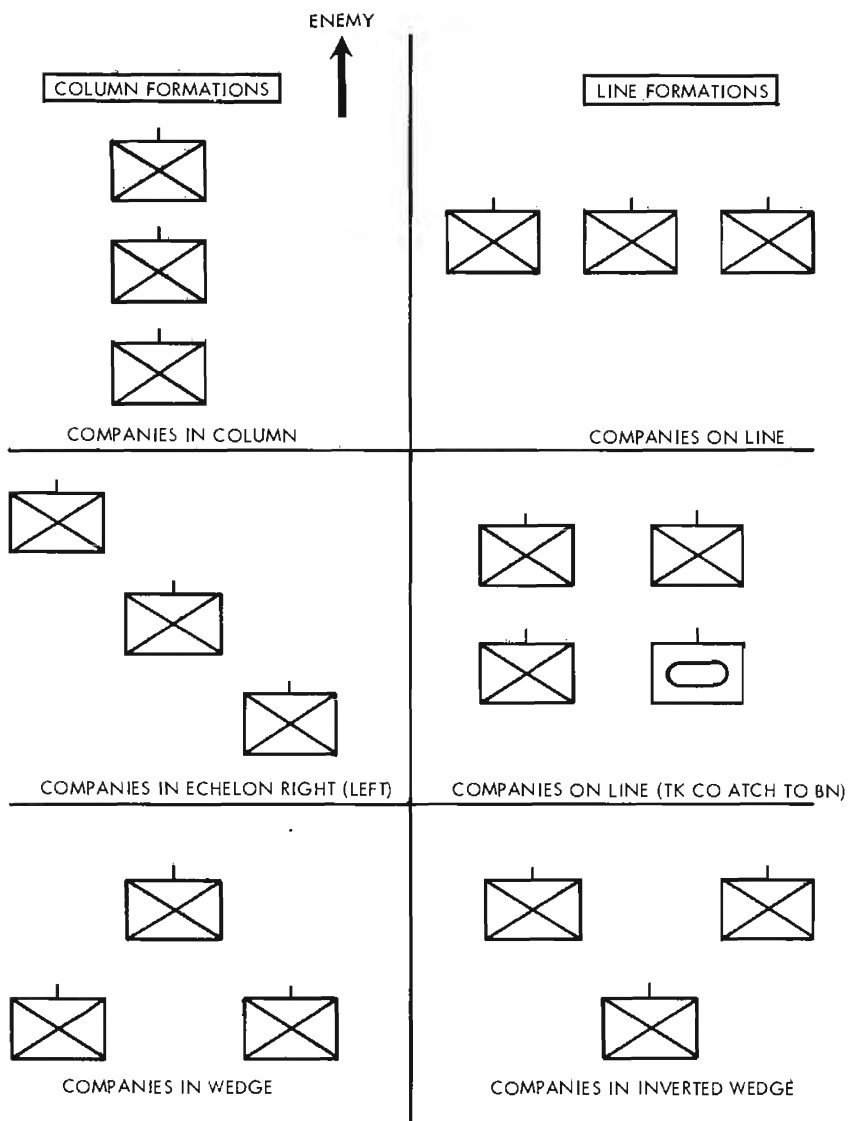 ENEMY
COLUMN FORMATIONS
LINE FORMATIONS
COMPANIES IN COLUMN
COMPANIES ON LINE
COMPANIES IN ECHELON RIGHT (LEFT)
COMPANIES ON LINE (TK CO ATCH TO BN)
COMPANIES IN WEDGE
COMPANIES IN INVERTED WEDGE